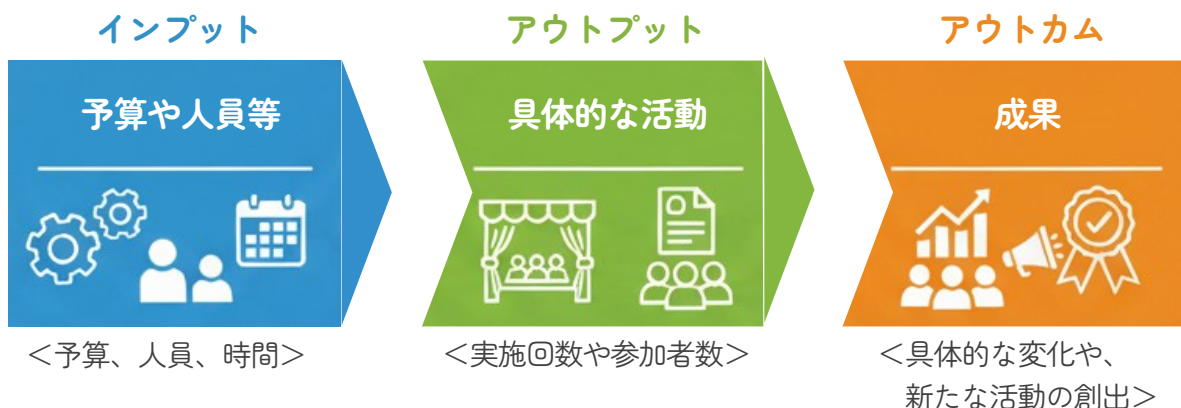 インプット
アウトプット
アウトカム
予算や人員等
具体的な活動
成果
＜予算、人員、時間＞
＜実施回数や参加者数＞
＜具体的な変化や、
新たな活動の創出＞